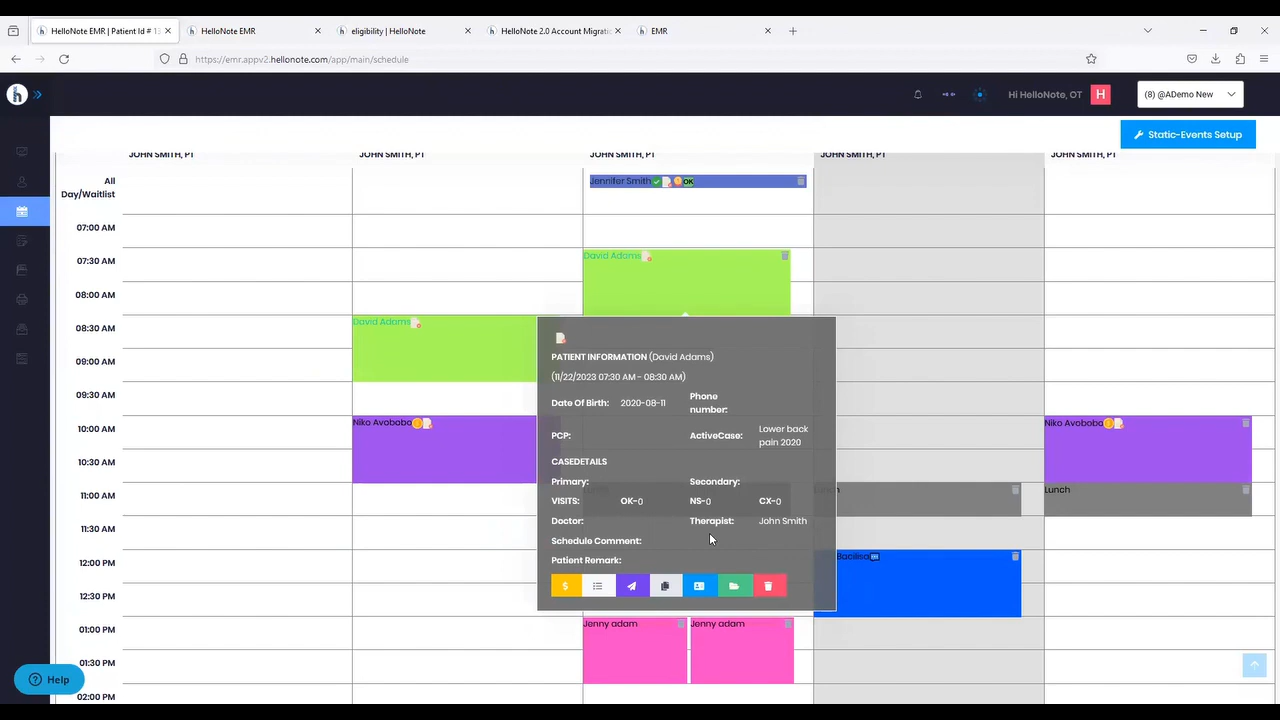 HelloNote EMR | Patient Id # 13
HelloNote EMR
eligibility | HelloNote
HelloNote 2.0 Account Migratio
EMR
https://emr.appv2.hellonote.com/app/main/schedule
Hi HelloNote, OT
H
(8) @ADemo New
Static-Events Setup
JOHN SMITH, PT
JOHN SMITH, PT
JOHN SMITH, PT
JOHN SMITH, PT
JOHN SMITH, PT
All
Day/Waitlist
Jennifer Smith
OK
07:00 AM
07:30 AM
David Adams
08:00 AM
08:30 AM
David Adams
09:00 AM
09:30 AM
10:00 AM
Niko Avobobo
Niko Avobobo
10:30 AM
11:00 AM
Lunch
Lunch
11:30 AM
12:00 PM
Baciliso
12:30 PM
01:00 PM
Jenny adam
Jenny adam
01:30 PM
02:00 PM
PATIENT INFORMATION (David Adams)
(11/22/2023 07:30 AM - 08:30 AM)
Date Of Birth: 2020-08-11
Phone
number:
PCP:
ActiveCase:
Lower back
pain 2020
CASEDETAILS
Primary: Secondary:
VISITS: OK-0 NS-0 CX-0
Doctor: Therapist: John Smith
Schedule Comment:
Patient Remark:
$
Help